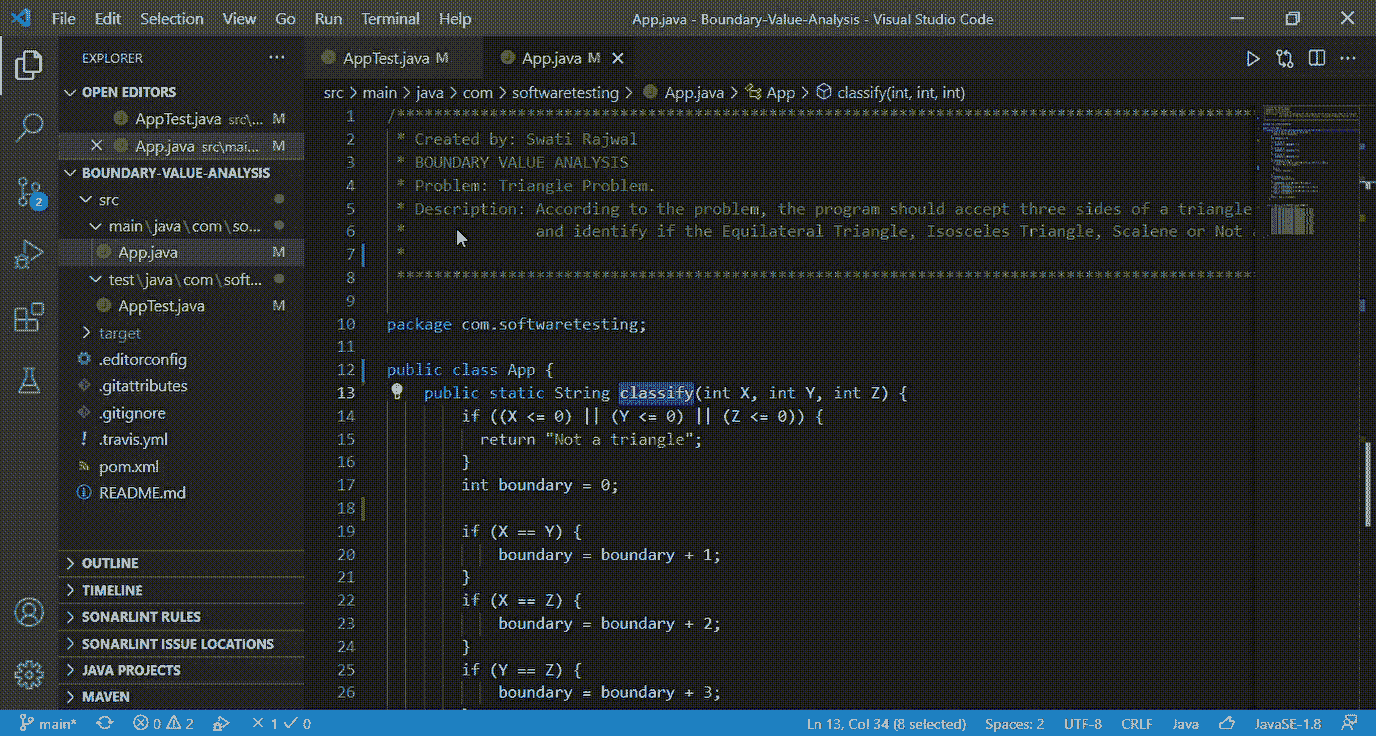 File Edit Selection View Go Run Terminal Help
App.java - Boundary-Value-Analysis - Visual Studio Code
EXPLORER
AppTest.java M
App.java M
OPEN EDITORS
AppTest.java src\... M
App.java src\mai... M
BOUNDARY-VALUE-ANALYSIS
src
main\java\com\so...
App.java M
test\java\com\soft...
AppTest.java M
target
.editorconfig
.gitattributes
.gitignore
.travis.yml
pom.xml
README.md
OUTLINE
TIMELINE
SONARLINT RULES
SONARLINT ISSUE LOCATIONS
JAVA PROJECTS
MAVEN
2
src > main > java > com > softwaretesting > App.java > App > classify(int, int, int)
1 /**********************************************************************************************
2 * Created by: Swati Rajwal
3 * BOUNDARY VALUE ANALYSIS
4 * Problem: Triangle Problem.
5 * Description: According to the problem, the program should accept three sides of a triangle
6 * and identify if the Equilateral Triangle, Isosceles Triangle, Scalene or Not
7 *
8 **********************************************************************************************
9
10 package com.softwaretesting;
11
12 public class App {
13 public static String classify(int X, int Y, int Z) {
14 if ((X <= 0) || (Y <= 0) || (Z <= 0)) {
15 return "Not a triangle";
16 }
17 int boundary = 0;
18
19 if (X == Y) {
20 boundary = boundary + 1;
21 }
22 if (X == Z) {
23 boundary = boundary + 2;
24 }
25 if (Y == Z) {
26 boundary = boundary + 3;
main* 0 2 1 0 Ln 13, Col 34 (8 selected) Spaces: 2 UTF-8 CRLF Java JavaSE-1.8